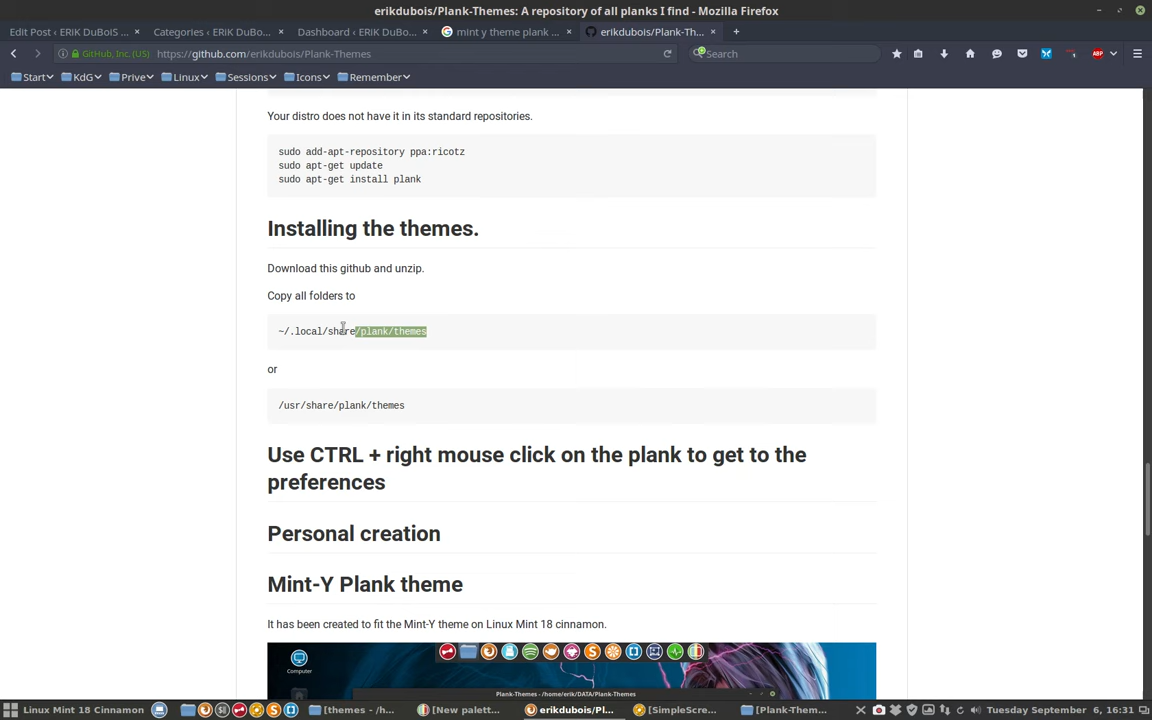 erikdubois/Plank-Themes: A repository of all planks I find - Mozilla Firefox
Edit Post ‹ ERiK DuBoiS ...
Categories ‹ ERiK DuBo...
Dashboard ‹ ERiK DuBo...
mint y theme plank ...
erikdubois/Plank-Th...
GitHub, Inc. (US)
https://github.com/erikdubois/Plank-Themes
Search
ABP
Start
KdG
Prive
Linux
Sessions
Icons
Remember
Your distro does not have it in its standard repositories.
sudo add-apt-repository ppa:ricotz
sudo apt-get update
sudo apt-get install plank
Installing the themes.
Download this github and unzip.
Copy all folders to
~/.local/share/plank/themes
or
/usr/share/plank/themes
Use CTRL + right mouse click on the plank to get to the
preferences
Personal creation
Mint-Y Plank theme
It has been created to fit the Mint-Y theme on Linux Mint 18 cinnamon.
Computer
Plank-Themes - /home/erik/DATA/Plank-Themes
Linux Mint 18 Cinnamon
[themes - /h...
[New palett...
erikdubois/Pl...
[SimpleScre...
[Plank-Them...
Tuesday September 6, 16:31